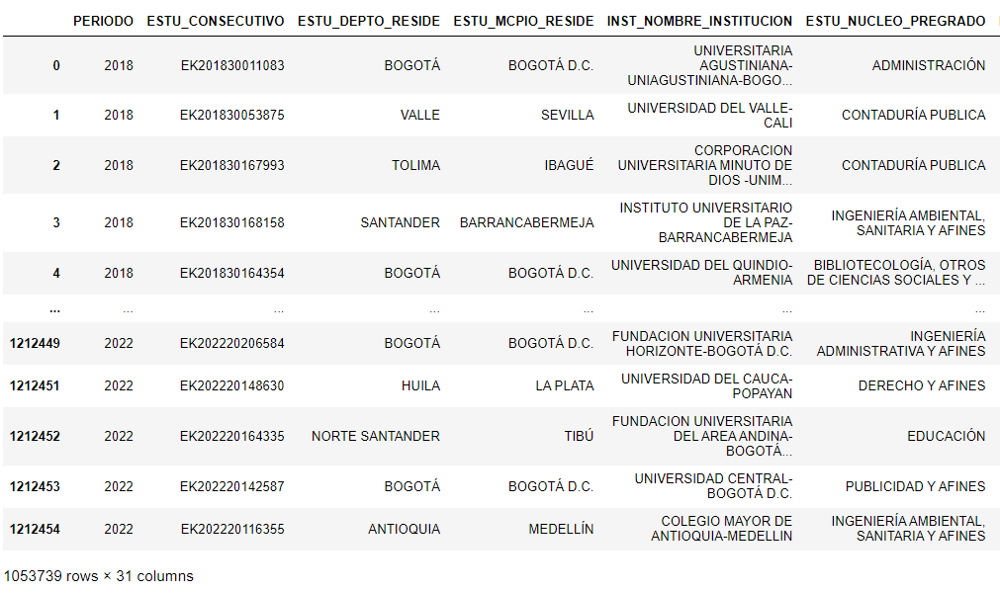 PERIODO ESTU_CONSECUTIVO ESTU_DEPTO_RESIDE ESTU_MCPIO_RESIDE INST_NOMBRE_INSTITUCION ESTU_NUCLEO_PREGRADO
0 2018 EK201830011083 BOGOTÁ BOGOTÁ D.C. UNIVERSITARIA AGUSTINIANA-UNIAGUSTINIANA-BOGO... ADMINISTRACIÓN
1 2018 EK201830053875 VALLE SEVILLA UNIVERSIDAD DEL VALLE-CALI CONTADURÍA PUBLICA
2 2018 EK201830167993 TOLIMA IBAGUÉ CORPORACION UNIVERSITARIA MINUTO DE DIOS -UNIM... CONTADURÍA PUBLICA
3 2018 EK201830168158 SANTANDER BARRANCABERMEJA INSTITUTO UNIVERSITARIO DE LA PAZ-BARRANCABERMEJA INGENIERÍA AMBIENTAL, SANITARIA Y AFINES
4 2018 EK201830164354 BOGOTÁ BOGOTÁ D.C. UNIVERSIDAD DEL QUINDIO-ARMENIA BIBLIOTECOLOGÍA, OTROS DE CIENCIAS SOCIALES Y ...
... ... ... ... ... ... ...
1212449 2022 EK202220206584 BOGOTÁ BOGOTÁ D.C. FUNDACION UNIVERSITARIA HORIZONTE-BOGOTÁ D.C. INGENIERÍA ADMINISTRATIVA Y AFINES
1212451 2022 EK202220148630 HUILA LA PLATA UNIVERSIDAD DEL CAUCA-POPAYAN DERECHO Y AFINES
1212452 2022 EK202220164335 NORTE SANTANDER TIBÚ FUNDACION UNIVERSITARIA DEL AREA ANDINA-BOGOTÁ... EDUCACIÓN
1212453 2022 EK202220142587 BOGOTÁ BOGOTÁ D.C. UNIVERSIDAD CENTRAL-BOGOTÁ D.C. PUBLICIDAD Y AFINES
1212454 2022 EK202220116355 ANTIOQUIA MEDELLÍN COLEGIO MAYOR DE ANTIOQUIA-MEDELLIN INGENIERÍA AMBIENTAL, SANITARIA Y AFINES
1053739 rows × 31 columns